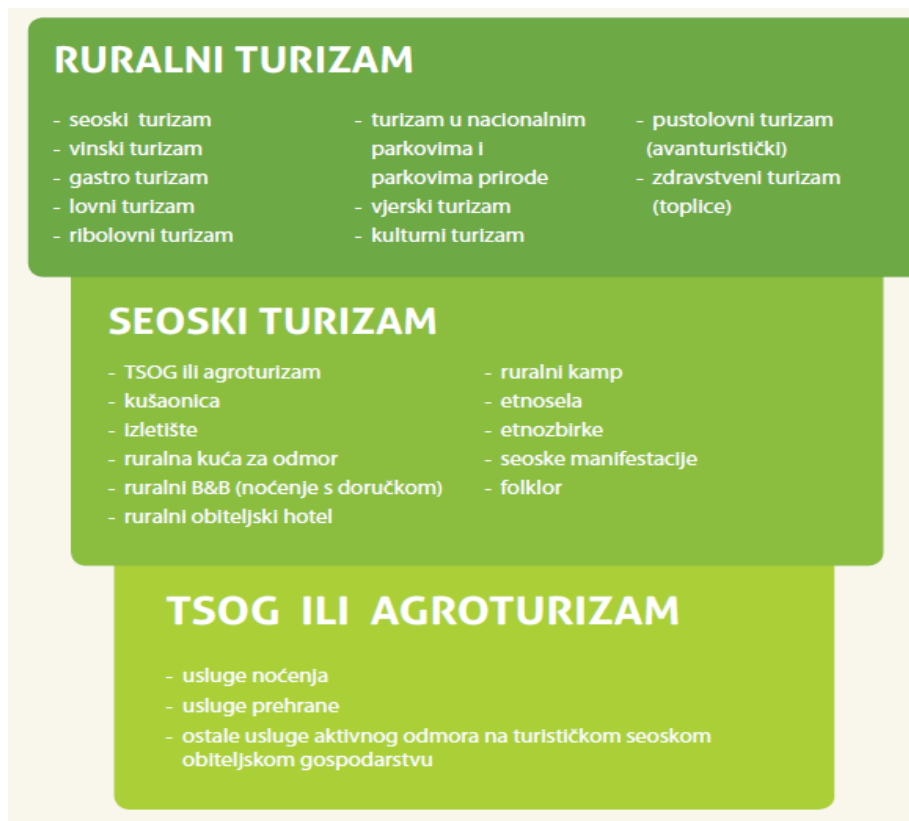 RURALNI TURIZAM
- seoski turizam
- vinski turizam
- gastro turizam
- lovni turizam
- ribolovni turizam
- turizam u nacionalnim
parkovima i
parkovima prirode
- vjerski turizam
- kulturni turizam
- pustolovni turizam
(avanturistički)
- zdravstveni turizam
(toplice)
SEOSKI TURIZAM
- TSOG ili agroturizam
- kušaonica
- izletište
- ruralna kuća za odmor
- ruralni B&B (noćenje s doručkom)
- ruralni obiteljski hotel
- ruralni kamp
- etnosela
- etnozbirke
- seoske manifestacije
- folklor
TSOG ILI AGROTURIZAM
- usluge noćenja
- usluge prehrane
- ostale usluge aktivnog odmora na turističkom seoskom
obiteljskom gospodarstvu